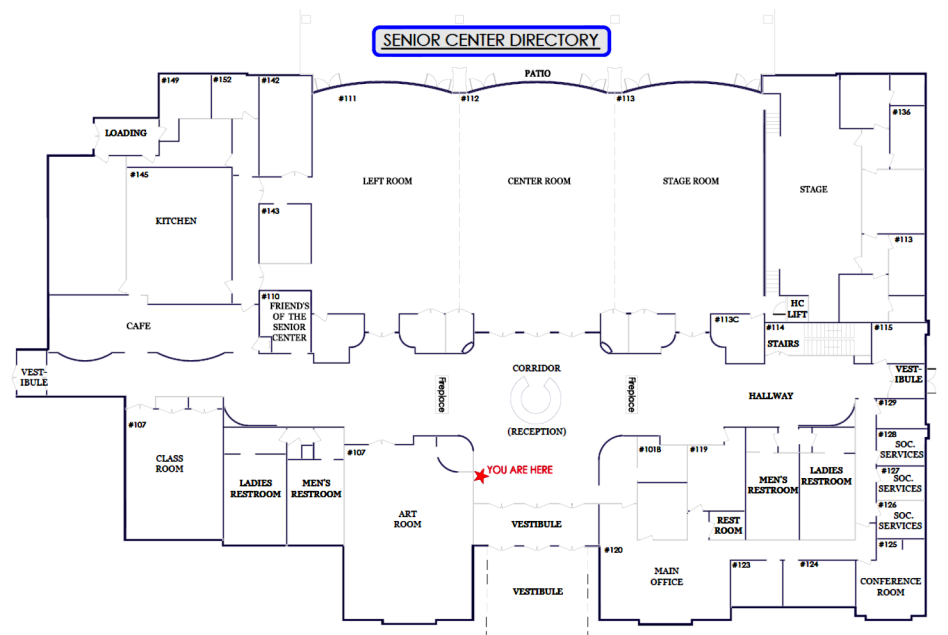 SENIOR CENTER DIRECTORY
PATIO
#149
#152
#142
#111
#112
#113
#136
LOADING
#145
LEFT ROOM
CENTER ROOM
STAGE ROOM
STAGE
KITCHEN
#143
#113
#110
FRIEND'S
OF THE
SENIOR
CENTER
HC
LIFT
CAFE
#113C
#114
#115
STAIRS
VEST-
IBULE
CORRIDOR
VEST-
IBULE
Fireplace
Fireplace
HALLWAY
(RECEPTION)
#129
#107
#107
#101B
#119
#128
SOC.
SERVICES
CLASS
ROOM
YOU ARE HERE
#127
SOC.
SERVICES
LADIES
RESTROOM
MEN'S
RESTROOM
MEN'S
RESTROOM
LADIES
RESTROOM
#126
SOC.
SERVICES
ART
ROOM
VESTIBULE
REST
ROOM
#125
#120
#123
#124
MAIN
OFFICE
CONFERENCE
ROOM
VESTIBULE